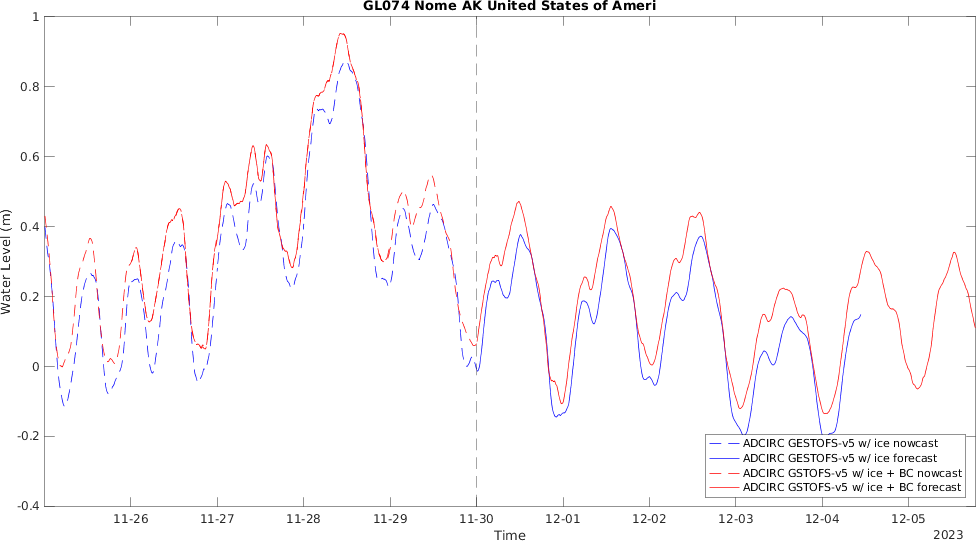 GL074 Nome AK United States of Ameri
1
0.8
0.6
0.4
0.2
0
-0.2
-0.4
Water Level (m)
ADCIRC GESTOFS-v5 w/ ice nowcast
ADCIRC GESTOFS-v5 w/ ice forecast
ADCIRC GSTOFS-v5 w/ ice + BC nowcast
ADCIRC GSTOFS-v5 w/ ice + BC forecast
11-26 11-27 11-28 11-29 11-30 12-01 12-02 12-03 12-04 12-05
Time
2023